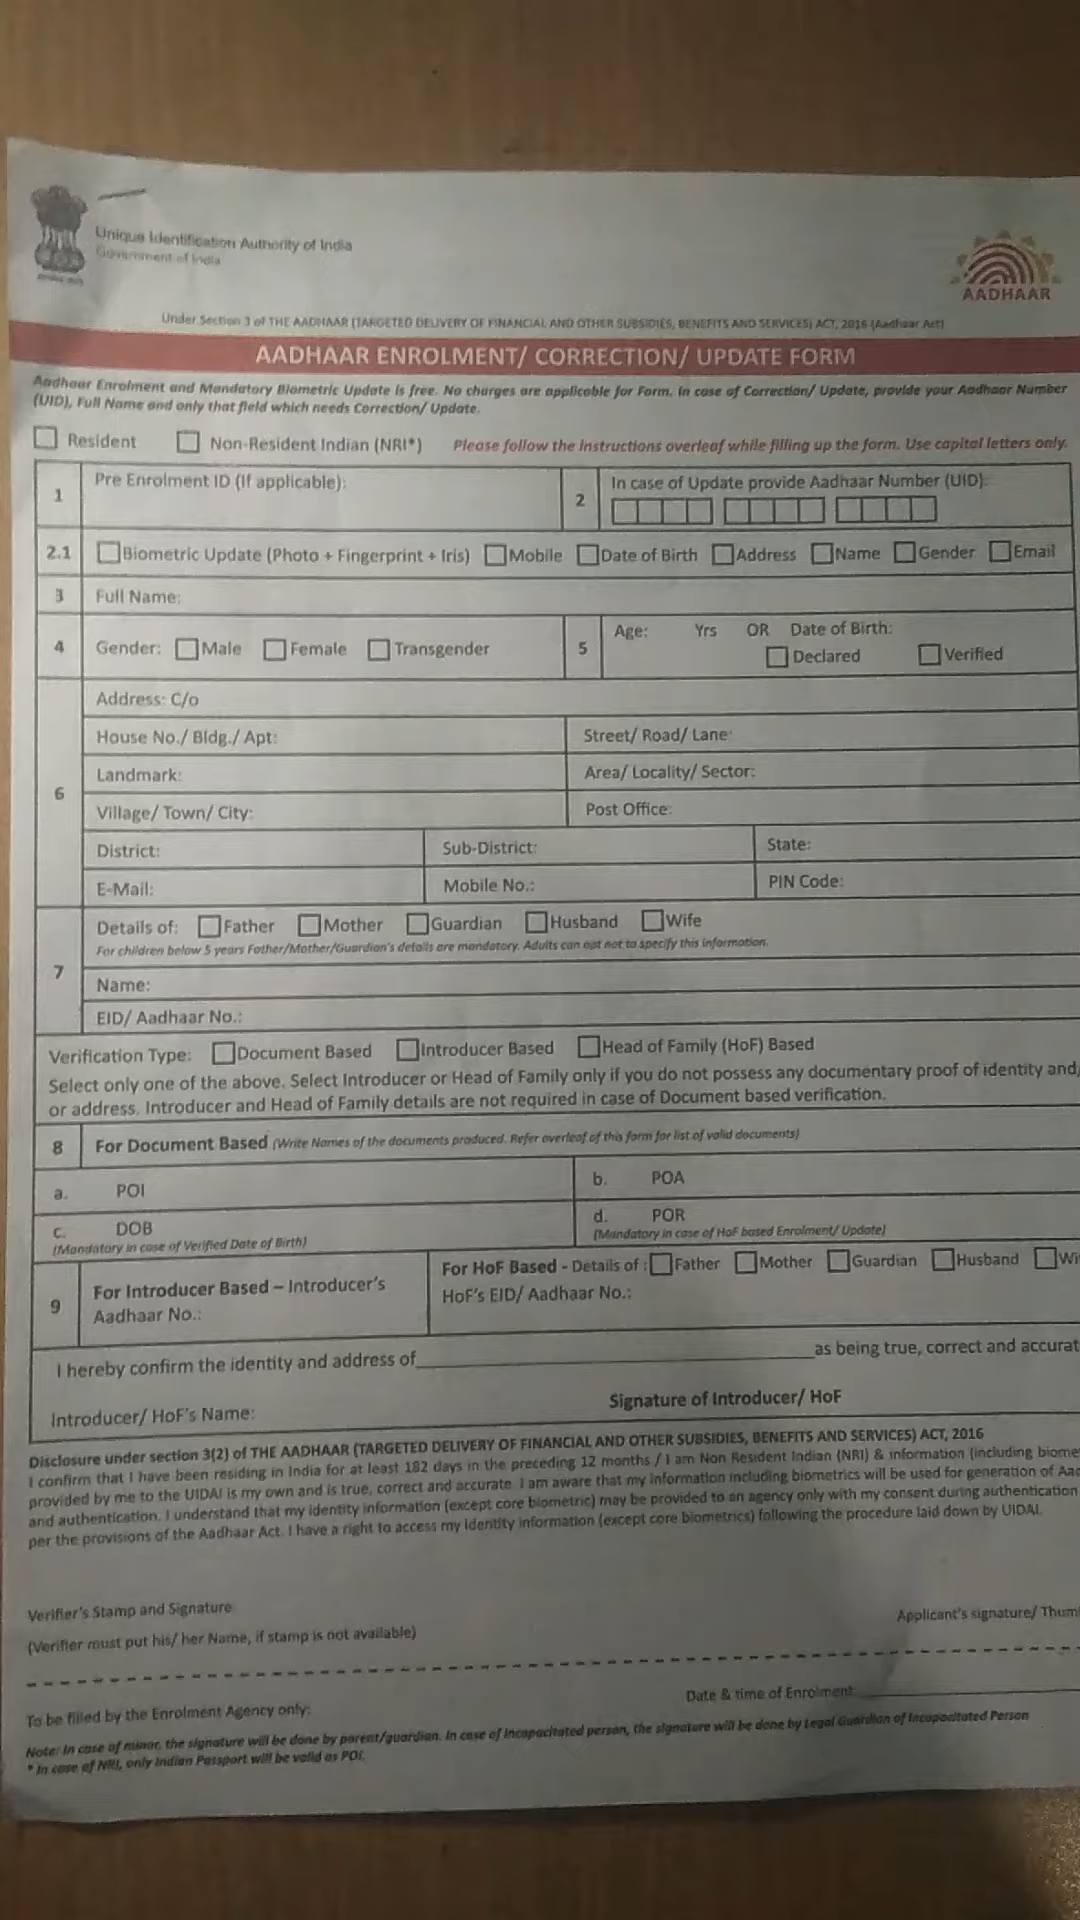 Unique Identification Authority of India
Government of India
AADHAAR
Under Section 3 of THE AADHAAR (TARGETED DELIVERY OF FINANCIAL AND OTHER SUBSIDIES, BENEFITS AND SERVICES) ACT, 2016 (Aadhaar Act)
AADHAAR ENROLMENT/ CORRECTION/ UPDATE FORM
Aadhaar Enrolment and Mandatory Biometric Update is free. No charges are applicable for Form. In case of Correction/ Update, provide your Aadhaar Number
(UID), Full Name and only that field which needs Correction/ Update.
Resident Non-Resident Indian (NRI*) Please follow the instructions overleaf while filling up the form. Use capital letters only.
1 Pre Enrolment ID (If applicable): 2 In case of Update provide Aadhaar Number (UID):
2.1 Biometric Update (Photo + Fingerprint + Iris) Mobile Date of Birth Address Name Gender Email
3 Full Name:
4 Gender: Male Female Transgender 5 Age: Yrs OR Date of Birth:
Declared Verified
6 Address: C/o
House No./ Bldg./ Apt: Street/ Road/ Lane:
Landmark: Area/ Locality/ Sector:
Village/ Town/ City: Post Office:
District: Sub-District: State:
E-Mail: Mobile No.: PIN Code:
7 Details of: Father Mother Guardian Husband Wife
For children below 5 years Father/Mother/Guardian's details are mandatory. Adults can opt not to specify this information.
Name:
EID/ Aadhaar No.:
Verification Type: Document Based Introducer Based Head of Family (HoF) Based
Select only one of the above. Select Introducer or Head of Family only if you do not possess any documentary proof of identity and/
or address. Introducer and Head of Family details are not required in case of Document based verification.
8 For Document Based (Write Names of the documents produced. Refer overleaf of this form for list of valid documents)
a. POI b. POA
c. DOB d. POR
(Mandatory in case of Verified Date of Birth) (Mandatory in case of HoF based Enrolment/ Update)
9 For Introducer Based – Introducer's
Aadhaar No.:
For HoF Based - Details of : Father Mother Guardian Husband Wi
HoF's EID/ Aadhaar No.:
I hereby confirm the identity and address of as being true, correct and accurat
Introducer/ HoF's Name: Signature of Introducer/ HoF
Disclosure under section 3(2) of THE AADHAAR (TARGETED DELIVERY OF FINANCIAL AND OTHER SUBSIDIES, BENEFITS AND SERVICES) ACT, 2016
I confirm that I have been residing in India for at least 182 days in the preceding 12 months / I am Non Resident Indian (NRI) & information (including biome
provided by me to the UIDAI is my own and is true, correct and accurate. I am aware that my information including biometrics will be used for generation of Aad
and authentication. I understand that my identity information (except core biometric) may be provided to an agency only with my consent during authentication
per the provisions of the Aadhaar Act. I have a right to access my identity information (except core biometrics) following the procedure laid down by UIDAI.
Verifier's Stamp and Signature Applicant's signature/ Thum
(Verifier must put his/ her Name, if stamp is not available)
To be filled by the Enrolment Agency only: Date & time of Enrolment:
Note: In case of minor, the signature will be done by parent/guardian. In case of Incapacitated person, the signature will be done by Legal Guardian of Incapacitated Person
* In case of NRI, only Indian Passport will be valid as POI.